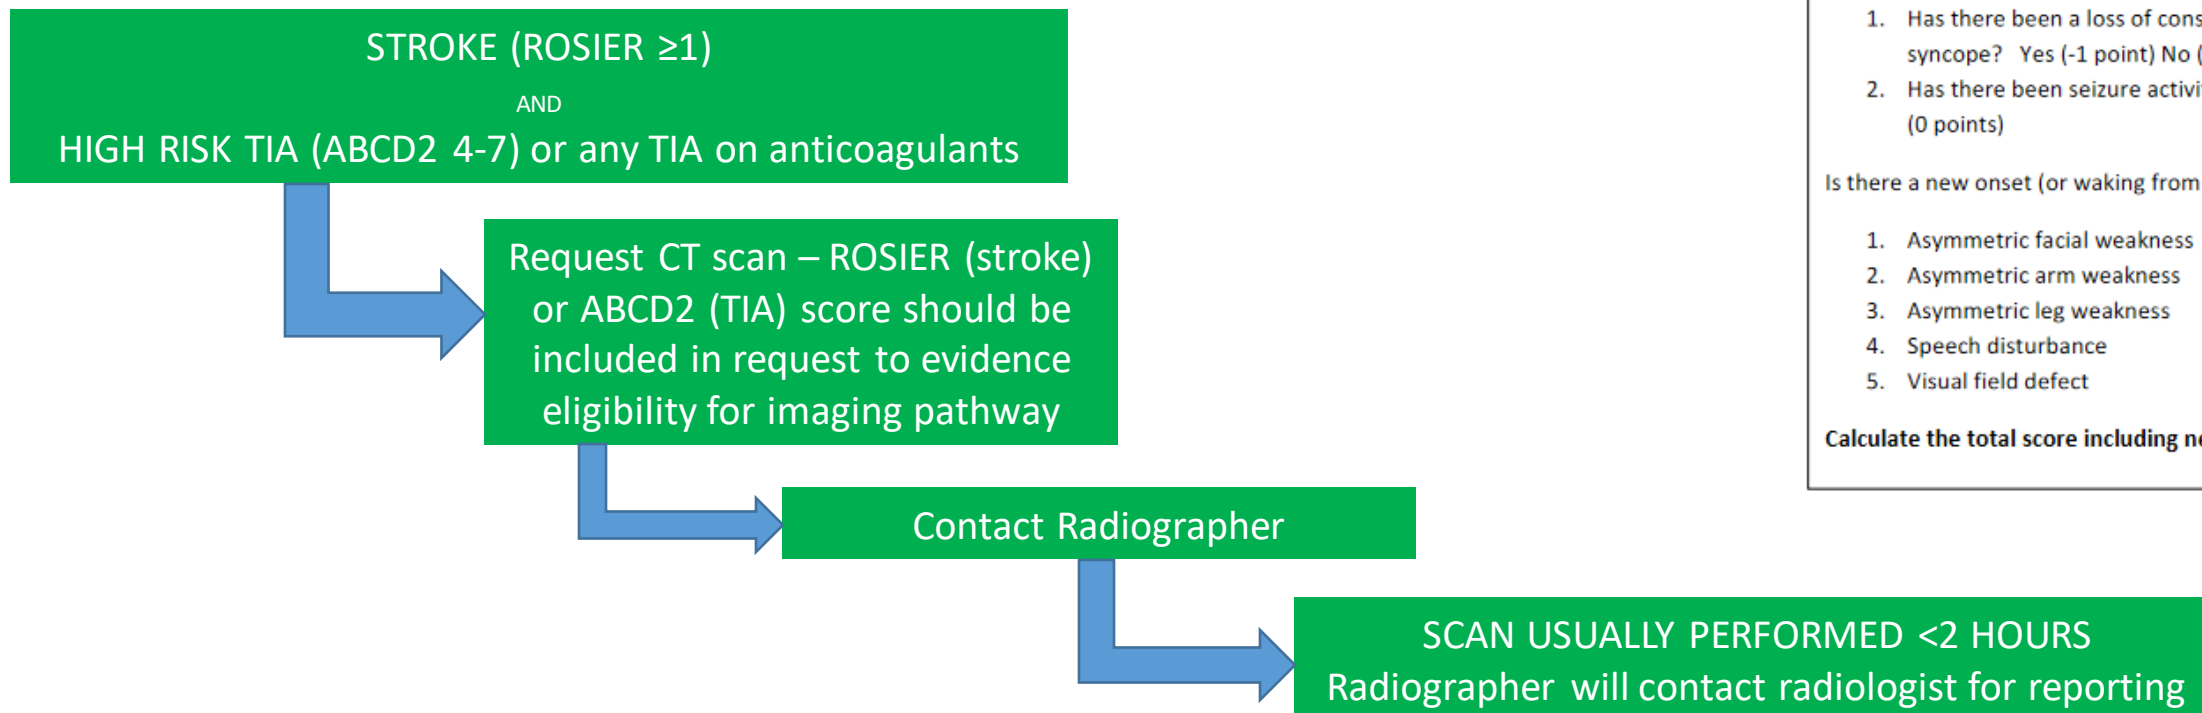 STROKE (ROSIER ≥1)
AND
HIGH RISK TIA (ABCD2 4-7) or any TIA on anticoagulants
Request CT scan – ROSIER (stroke)
or ABCD2 (TIA) score should be
included in request to evidence
eligibility for imaging pathway
Contact Radiographer
SCAN USUALLY PERFORMED <2 HOURS
Radiographer will contact radiologist for reporting
1. Has there been a loss of
syncope? Yes (-1 point) No
2. Has there been seizure
(0 points)
Is there a new onset (or waking from
1. Asymmetric facial weakness
2. Asymmetric arm weakness
3. Asymmetric leg weakness
4. Speech disturbance
5. Visual field defect
Calculate the total score including